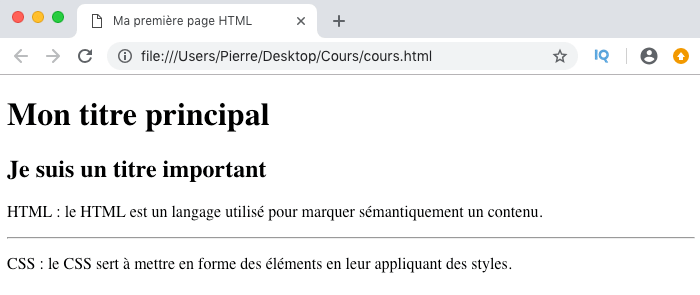 Ma première page HTML
file:///Users/Pierre/Desktop/Cours/cours.html
IQ
Mon titre principal
Je suis un titre important
HTML : le HTML est un langage utilisé pour marquer sémantiquement un contenu.
CSS : le CSS sert à mettre en forme des éléments en leur appliquant des styles.